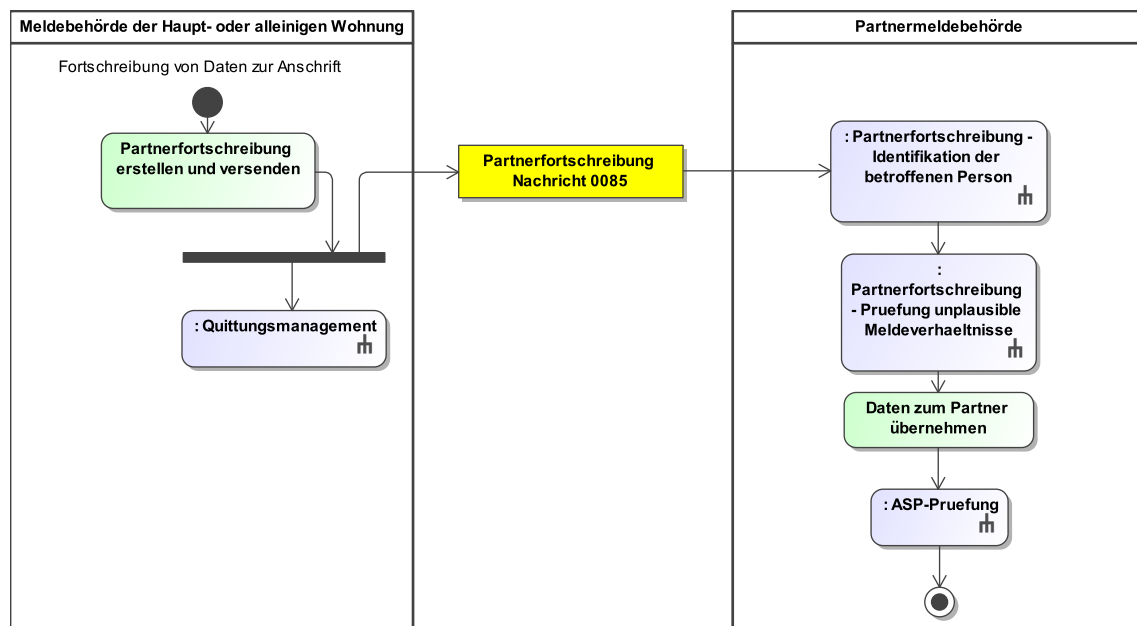 Meldebehörde der Haupt- oder alleinigen Wohnung
Fortschreibung von Daten zur Anschrift
Partnerfortschreibung
erstellen und versenden
: Quittungsmanagement
Partnerfortschreibung
Nachricht 0085
Partnermeldebehörde
: Partnerfortschreibung -
Identifikation der
betroffenen Person
:
Partnerfortschreibung
- Pruefung unplausible
Meldeverhaeltnisse
Daten zum Partner
übernehmen
: ASP-Pruefung